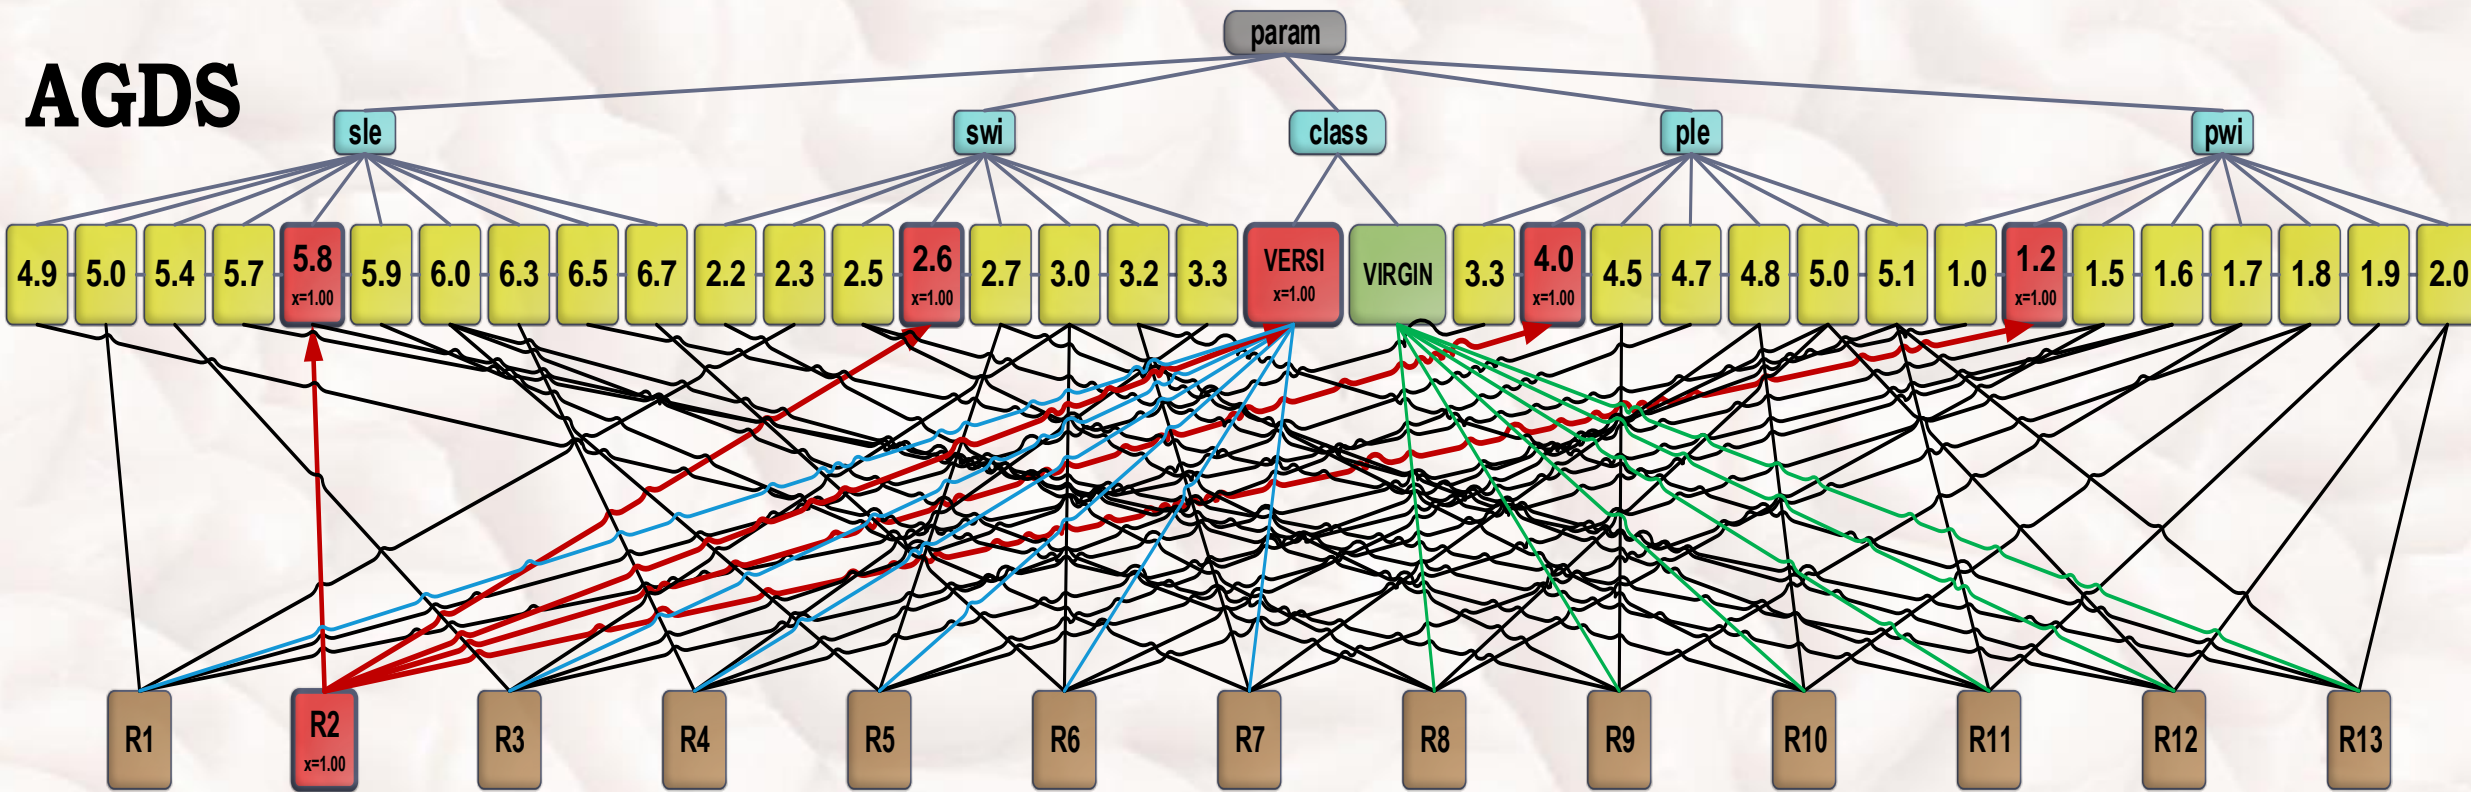 param
AGDS
sle swi class ple pwi
4.9 5.0 5.4 5.7 5.8 5.9 6.0 6.3 6.5 6.7 2.2 2.3 2.5 2.6 2.7 3.0 3.2 3.3 VERSI VIRGIN 3.3 4.0 4.5 4.7 4.8 5.0 5.1 1.0 1.2 1.5 1.6 1.7 1.8 1.9 2.0
x=1.00 x=1.00 x=1.00 x=1.00 x=1.00
R1 R2 R3 R4 R5 R6 R7 R8 R9 R10 R11 R12 R13
x=1.00